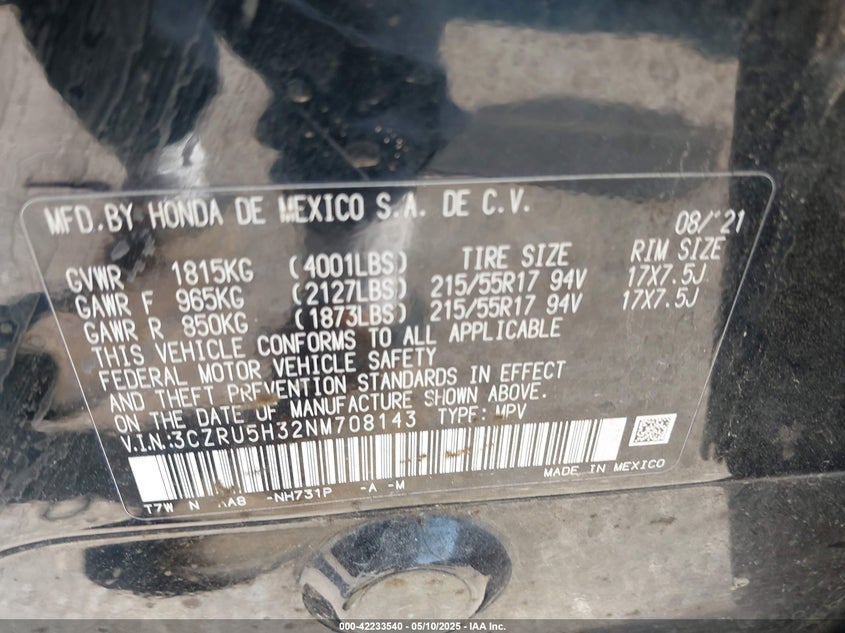 MFD.BY HONDA DE MEXICO S.A. DE C.V. 08/'21
GVWR 1815KG (4001LBS) TIRE SIZE RIM SIZE
GAWR F 965KG (2127LBS) 215/55R17 94V 17X7.5J
GAWR R 850KG (1873LBS) 215/55R17 94V 17X7.5J
THIS VEHICLE CONFORMS TO ALL APPLICABLE
FEDERAL MOTOR VEHICLE SAFETY
AND THEFT PREVENTION STANDARDS IN EFFECT
ON THE DATE OF MANUFACTURE SHOWN ABOVE.
V.I.N.:3CZRU5H32NM708143 TYPE: MPV
MADE IN MEXICO
T7W N AA8 -NH731P -A -M
000-42233540 - 05/10/2025 - IAA Inc.